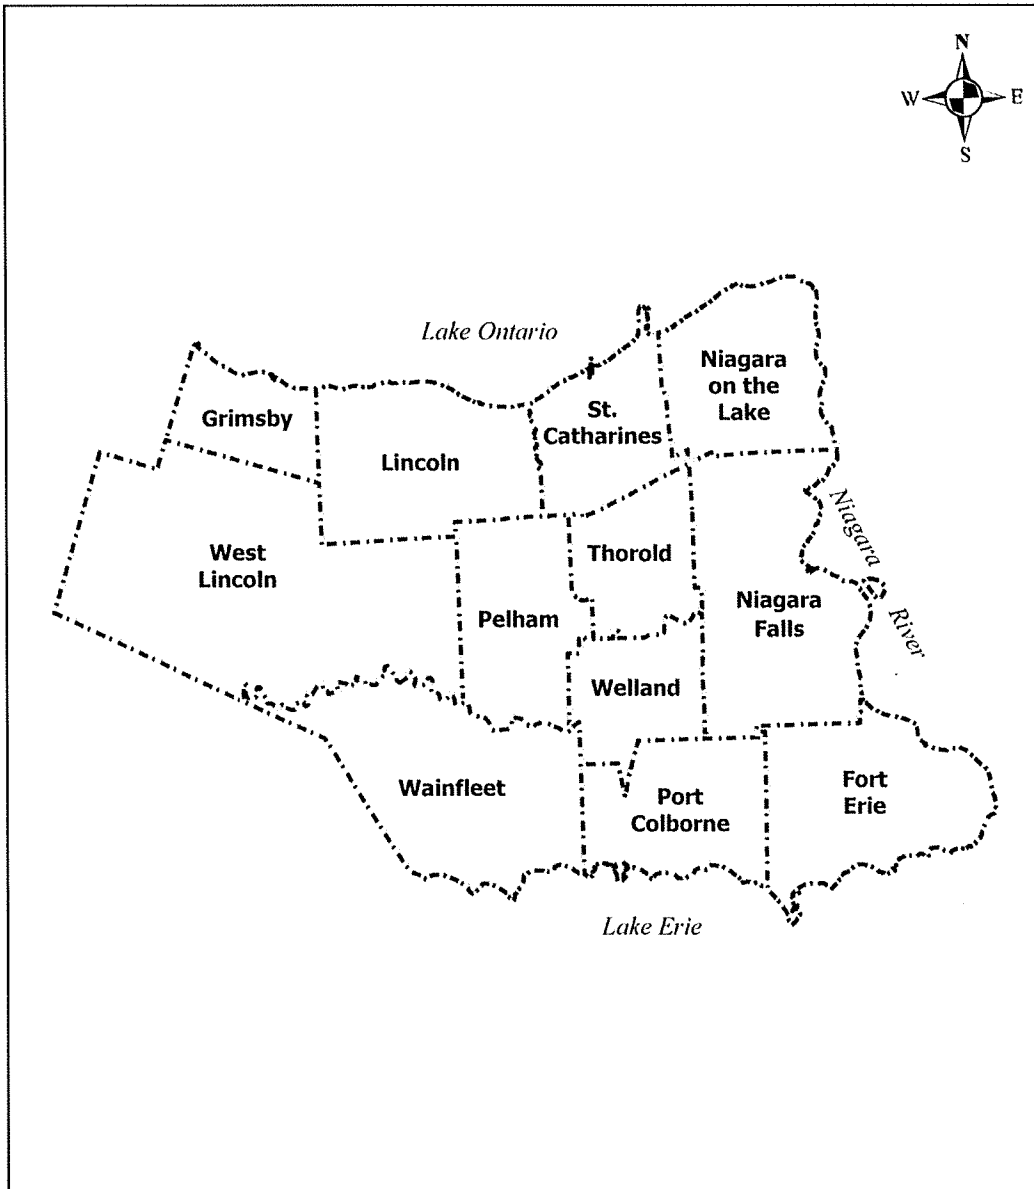 N
W
E
S
Lake Ontario
Niagara
on the
Lake
Grimsby
St.
Catharines
Lincoln
Niagara
River
West
Lincoln
Thorold
Pelham
Niagara
Falls
Welland
Wainfleet
Port
Colborne
Fort
Erie
Lake Erie